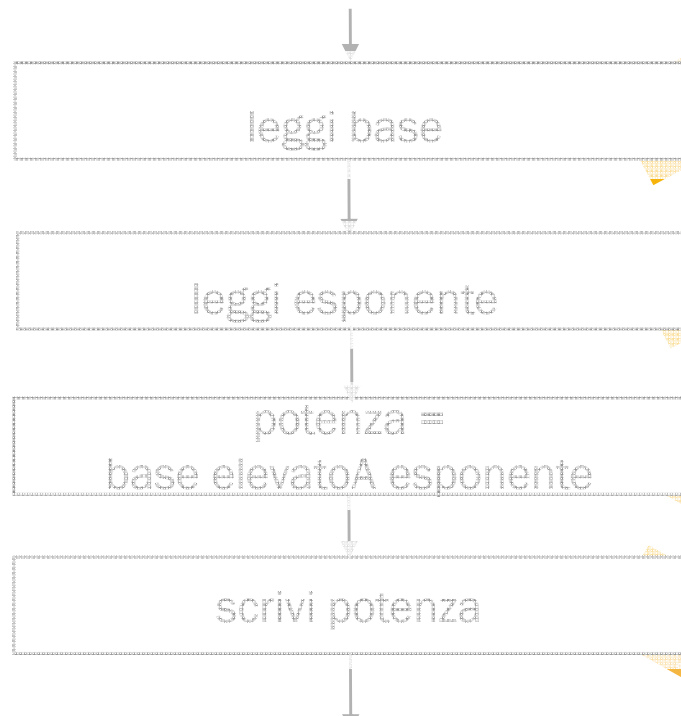 leggi base
leggi esponente
potenza =
base elevatoA esponente
scrivi potenza